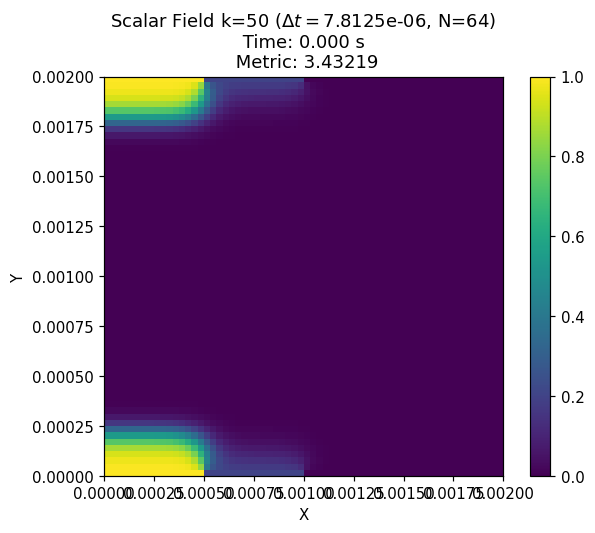 Scalar Field k=50 (Δt = 7.8125e-06, N=64)
Time: 0.000 s
Metric: 3.43219
0.00200
0.00175
0.00150
0.00125
0.00100
0.00075
0.00050
0.00025
0.00000
Y
0.00000 0.00025 0.00050 0.00075 0.00100 0.00125 0.00150 0.00175 0.00200
X
1.0
0.8
0.6
0.4
0.2
0.0